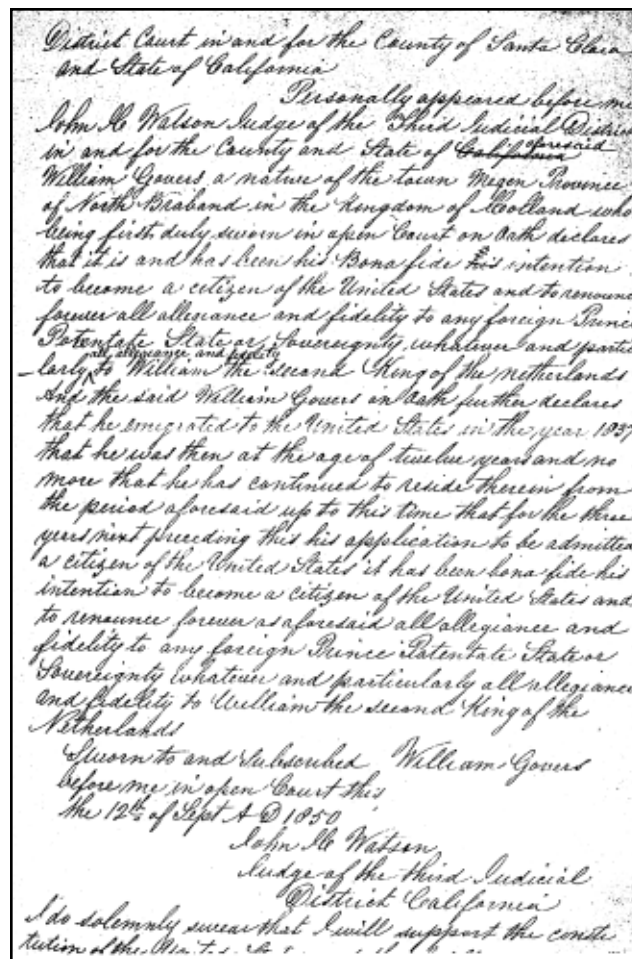 District Court in and for the County of Santa Clara
and State of California
Personally appeared before me
John H Watson Judge of the Third Judicial District
in and for the County and State of California aforesaid
William Govers a native of the town Megen Province
of North Braband in the Kingdom of Holland who
being first duly sworn in open Court on Oath declares
that it is and has been his Bona fide his intention
to become a citizen of the United States and to renounce
forever all allegiance and fidelity to any foreign Prince
Potentate State or Sovereignty whatever and particu
all allegiance and fidelity
-larly to William the second King of the netherlands
And the said William Govers on Oath further declares
that he emigrated to the United States in the year 1837
that he was then at the age of twelve years and no
more that he has continued to reside therein from
the period aforesaid up to this time that for the three
years next preceding this his application to be admitted
a citizen of the United States it has been bona fide his
intention to become a citizen of the United States and
to renounce forever as aforesaid all allegiance and
fidelity to any foreign Prince Potentate State or
Sovereignty whatever and particularly all allegiance
and fidelity to William the second King of the
Netherlands
Sworn to and Subscribed William Govers
before me in open Court this
the 12th of Sept A D 1850
John H Watson
Judge of the third Judicial
District California
I do solemnly swear that I will support the consti
tution of the